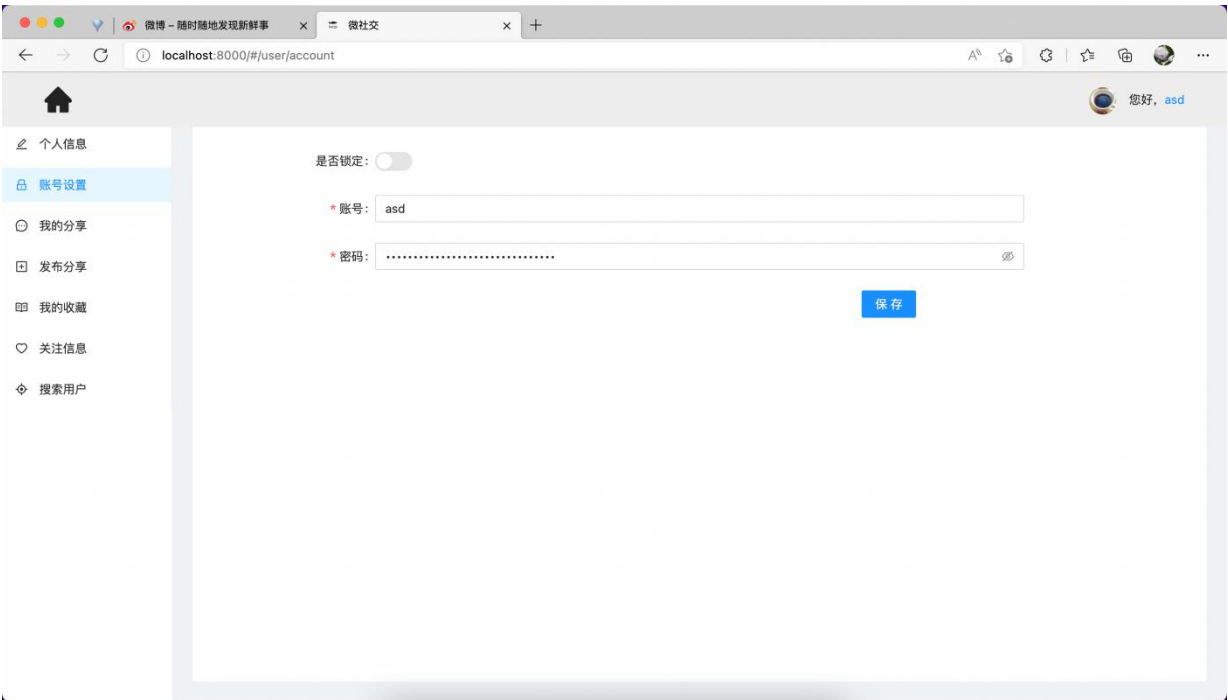 微博 – 随时随地发现新鲜事
微社交
localhost:8000/#/user/account
您好，asd
个人信息
账号设置
我的分享
发布分享
我的收藏
关注信息
搜索用户
是否锁定：
* 账号： asd
* 密码： •••••••••••••••••••••••••••••••
保 存